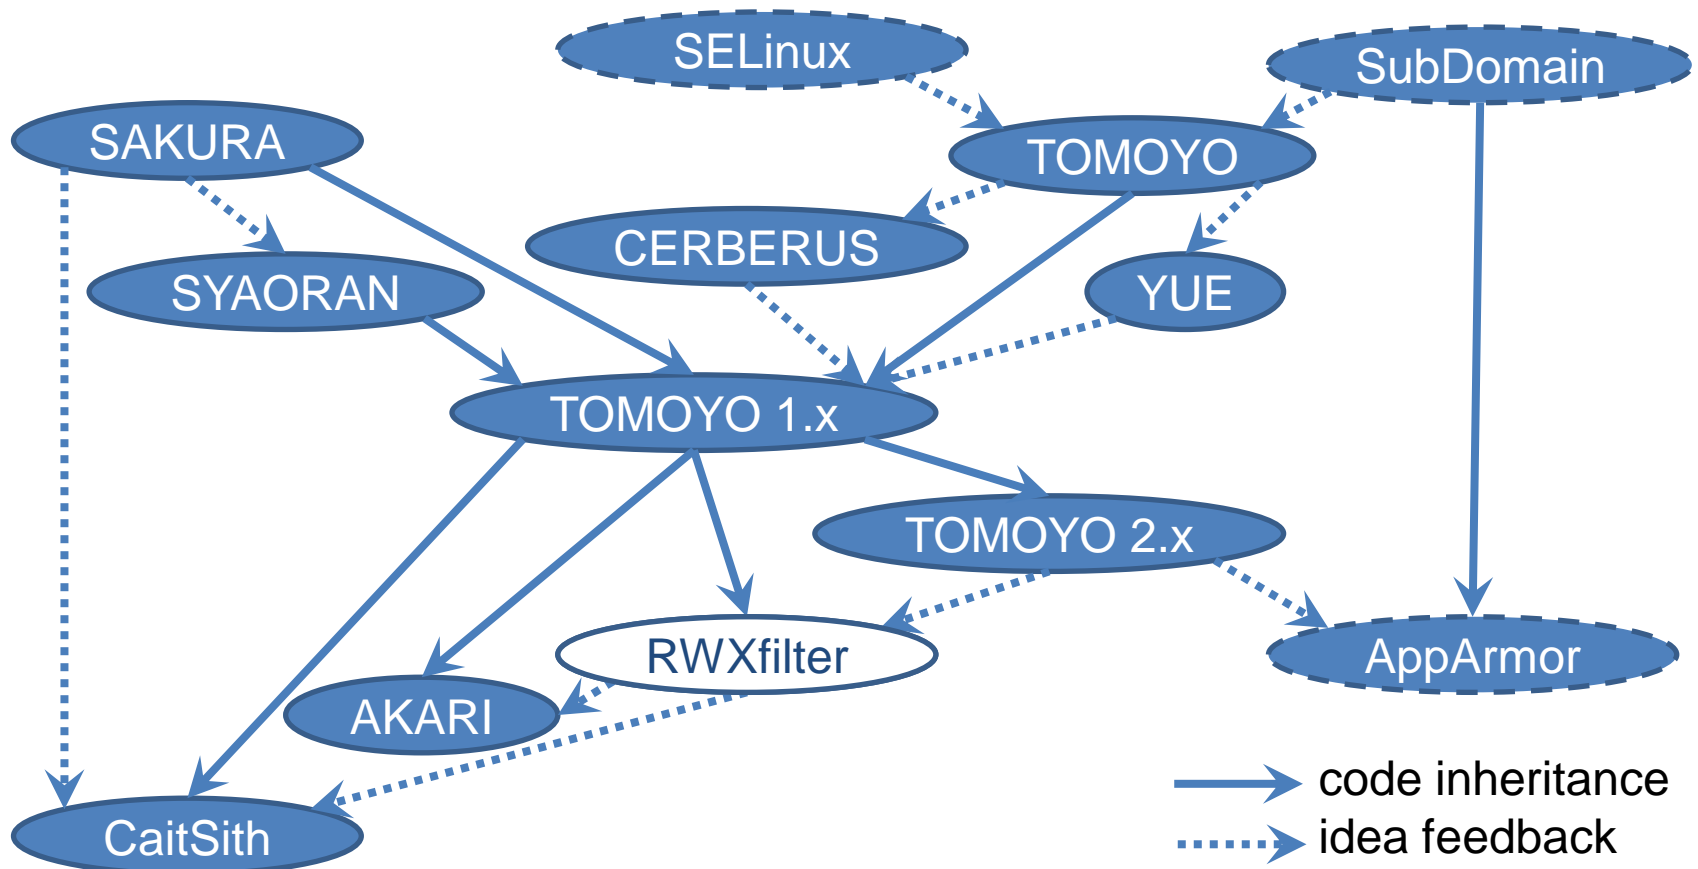 SELinux
SubDomain
SAKURA
TOMOYO
CERBERUS
SYAORAN
YUE
TOMOYO 1.x
TOMOYO 2.x
RWXfilter
AppArmor
AKARI
code inheritance
CaitSith
idea feedback